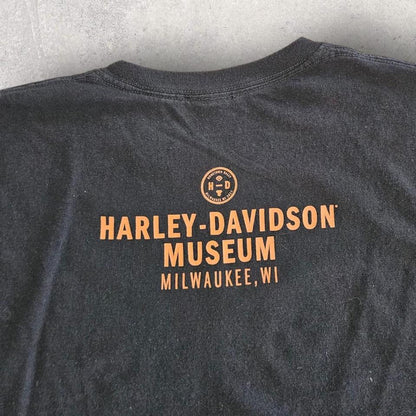 H-D
HARLEY-DAVIDSON
MUSEUM
MILWAUKEE, WI